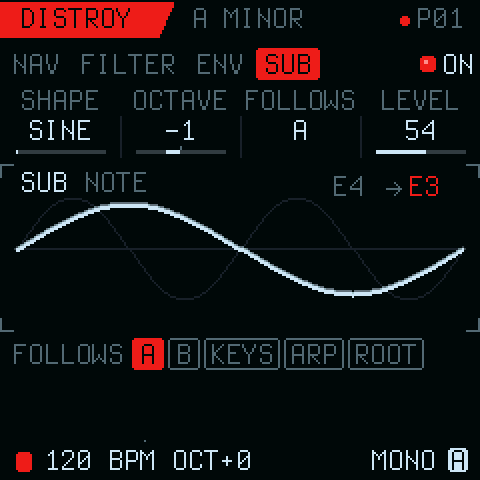 DISTROY A MINOR P01
NAV FILTER ENV SUB ON
SHAPE OCTAVE FOLLOWS LEVEL
SINE -1 A 54
SUB NOTE E4 →E3
FOLLOWS A B KEYS ARP ROOT
120 BPM OCT+0 MONO A